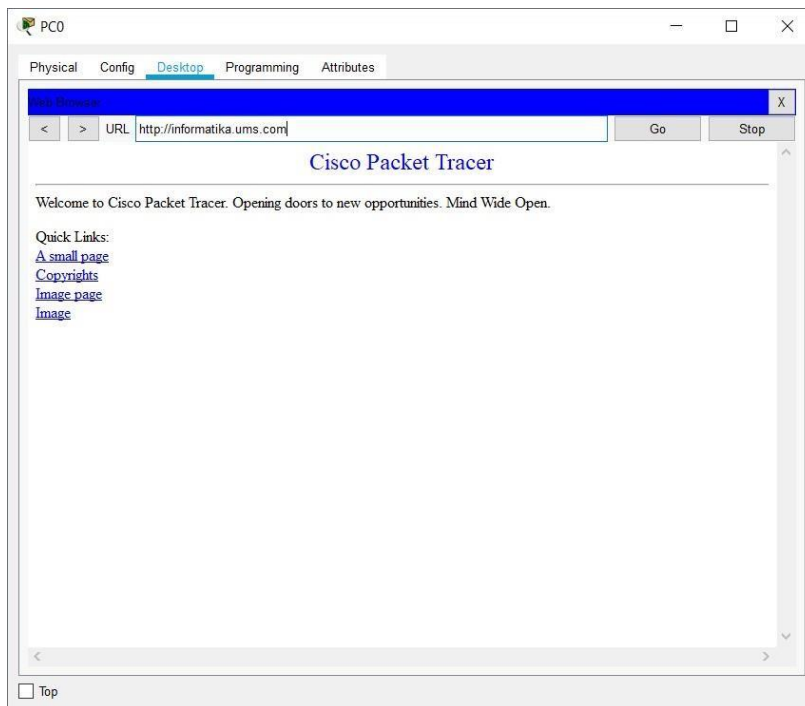 PC0
Physical Config Desktop Programming Attributes
Web Browser
X
< > URL http://informatika.ums.com Go Stop
Cisco Packet Tracer
Welcome to Cisco Packet Tracer. Opening doors to new opportunities. Mind Wide Open.
Quick Links:
A small page
Copyrights
Image page
Image
Top